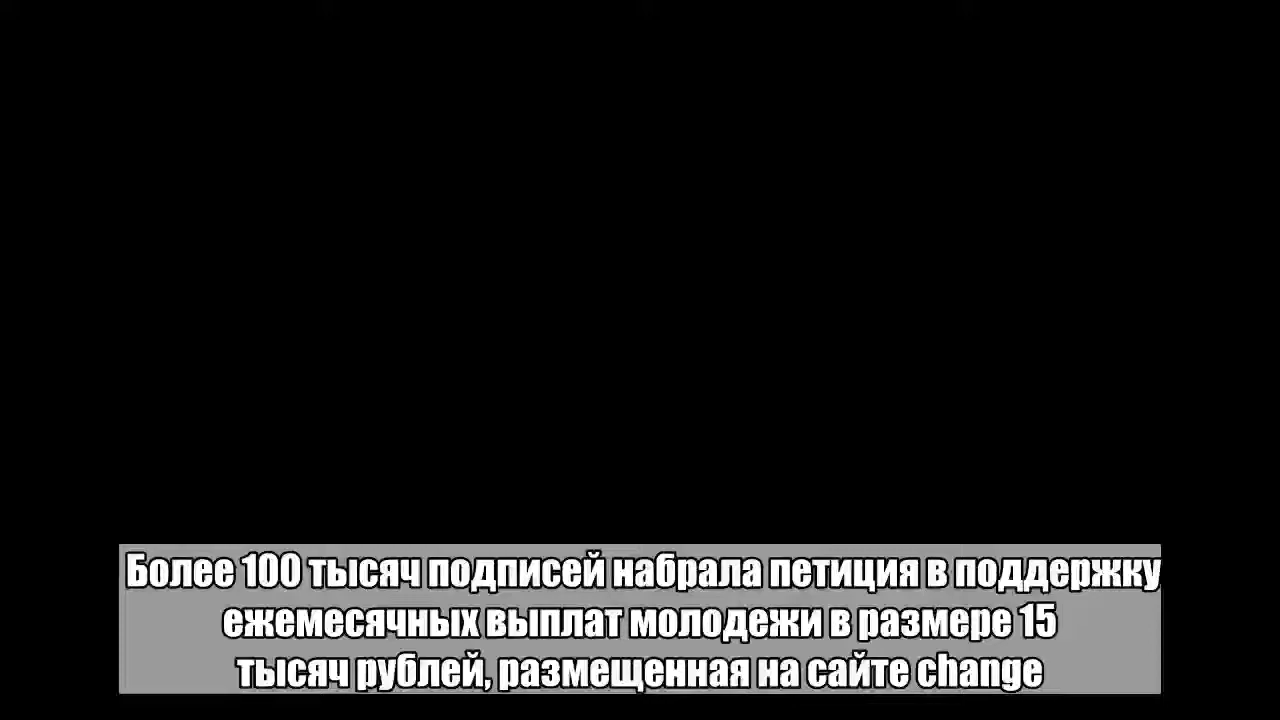 Более 100 тысяч подписей набрала петиция в поддержку
ежемесячных выплат молодежи в размере 15
тысяч рублей, размещенная на сайте change